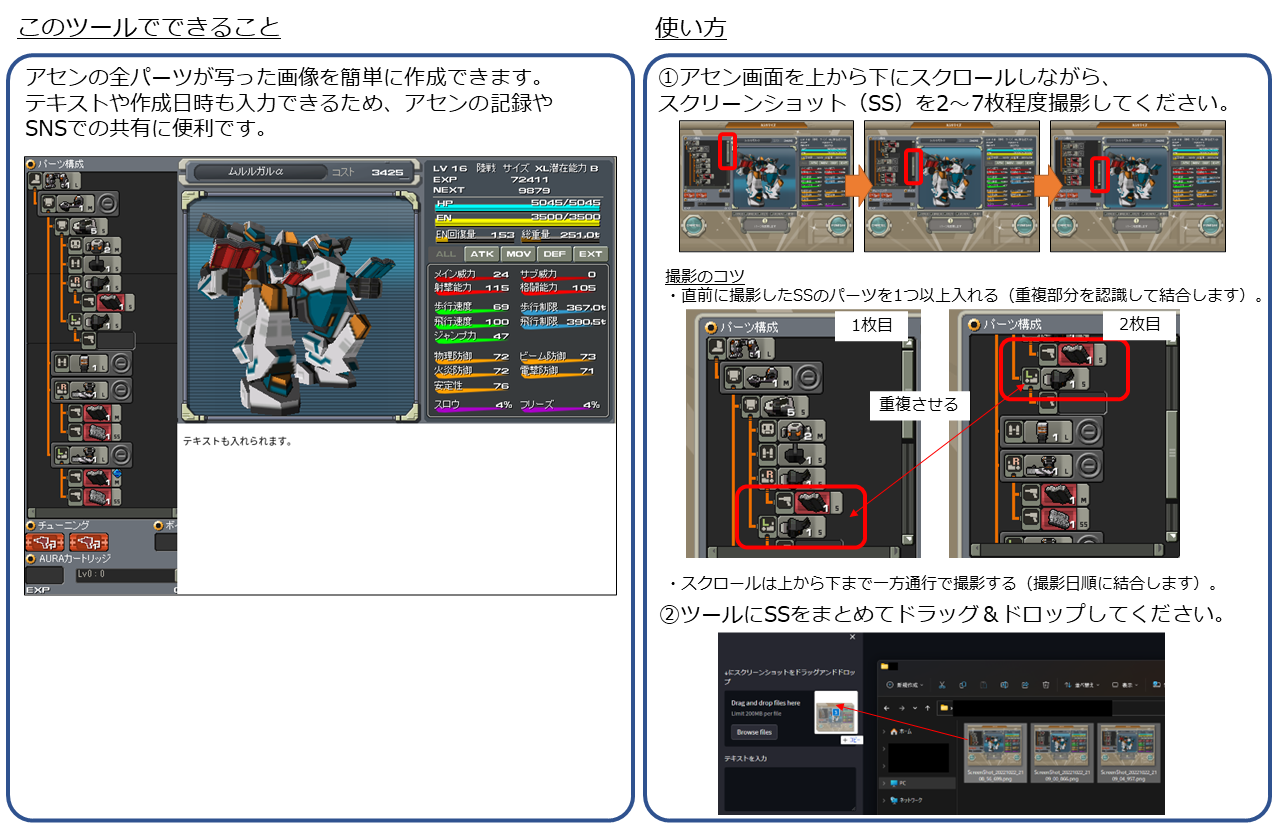 このツールでできること
アセンの全パーツが写った画像を簡単に作成できます。
テキストや作成日時も入力できるため、アセンの記録や
SNSでの共有に便利です。
パーツ構成
ムルルガルα コスト 3425
LV 16 陸戦 サイズ XL 潜在能力 B
EXP 72411
NEXT 9879
HP 5045/5045
EN 3500/3500
EN回復量 153 総重量 251.0t
ALL ATK MOV DEF EXT
メイン威力 24 サブ威力 0
射撃能力 115 格闘能力 105
歩行速度 69 歩行制限 367.0t
飛行速度 100 飛行制限 390.5t
ジャンプ力 47
物理防御 72 ビーム防御 73
火炎防御 72 電撃防御 71
安定性 76
スロウ 4% フリーズ 4%
テキストも入れられます。
チューニング
AURAカートリッジ
Lv0 : 0
EXP
使い方
①アセン画面を上から下にスクロールしながら、
スクリーンショット（SS）を2～7枚程度撮影してください。
撮影のコツ
・直前に撮影したSSのパーツを1つ以上入れる（重複部分を認識して結合します）。
パーツ構成
1枚目
パーツ構成
2枚目
重複させる
・スクロールは上から下まで一方通行で撮影する（撮影日順に結合します）。
②ツールにSSをまとめてドラッグ＆ドロップしてください。
↓にスクリーンショットをドラッグアンドドロッ
プ
Drag and drop files here
Limit 200MB per file
Browse files
テキストを入力
新規作成
並べ替え
表示
ホーム
PC
ネットワーク